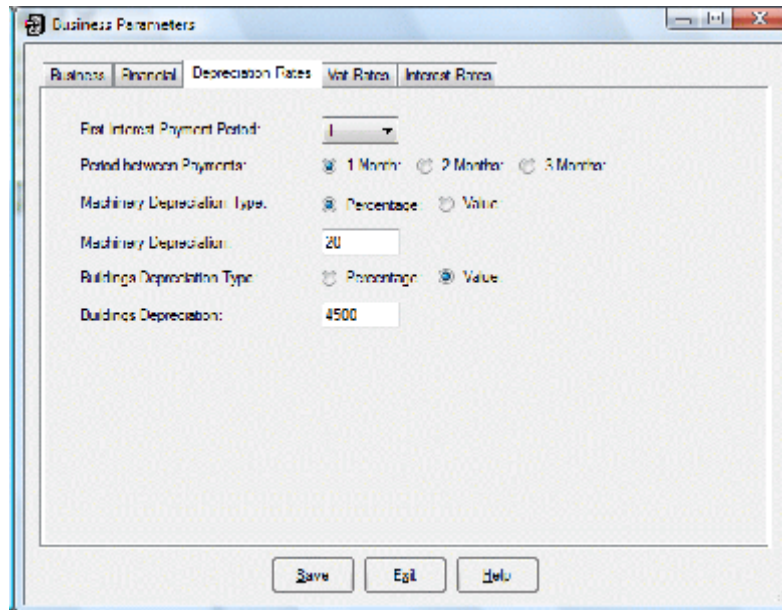 Business Parameters
Business Financial Depreciation Rates Vat Rates Interest Rates
First Interest Payment Period: 1
Period between Payments: 1 Month: 2 Months: 3 Months:
Machinery Depreciation Type: Percentage: Value
Machinery Depreciation: 20
Buildings Depreciation Type: Percentage: Value
Buildings Depreciation: 4500
Save Exit Help